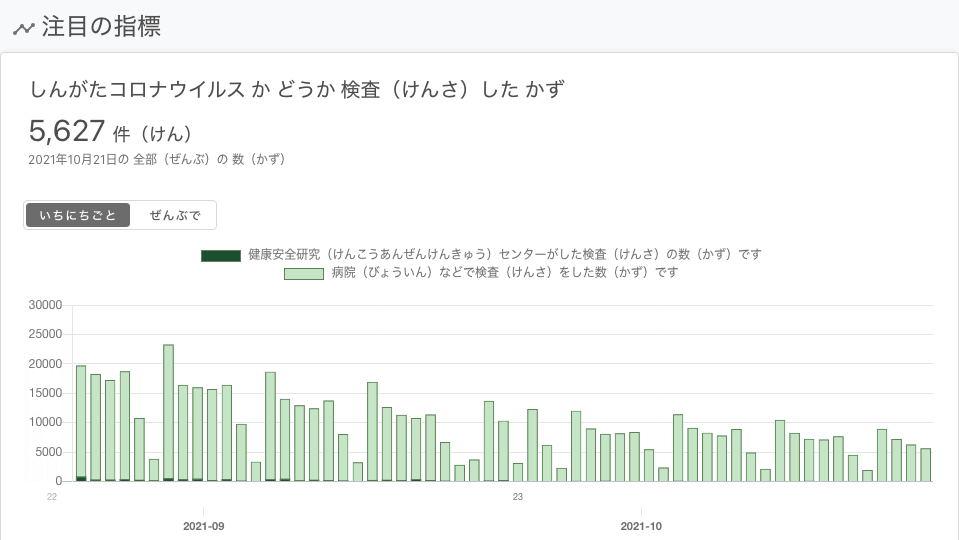 注目の指標
しんがたコロナウイルス か どうか 検査（けんさ）した かず
5,627 件（けん）
2021年10月21日の 全部（ぜんぶ）の 数（かず）
いちにちごと ぜんぶで
健康安全研究（けんこうあんぜんけんきゅう）センターがした検査（けんさ）の数（かず）です
病院（びょういん）などで検査（けんさ）をした数（かず）です
30000
25000
20000
15000
10000
5000
0
22 23
2021-09 2021-10